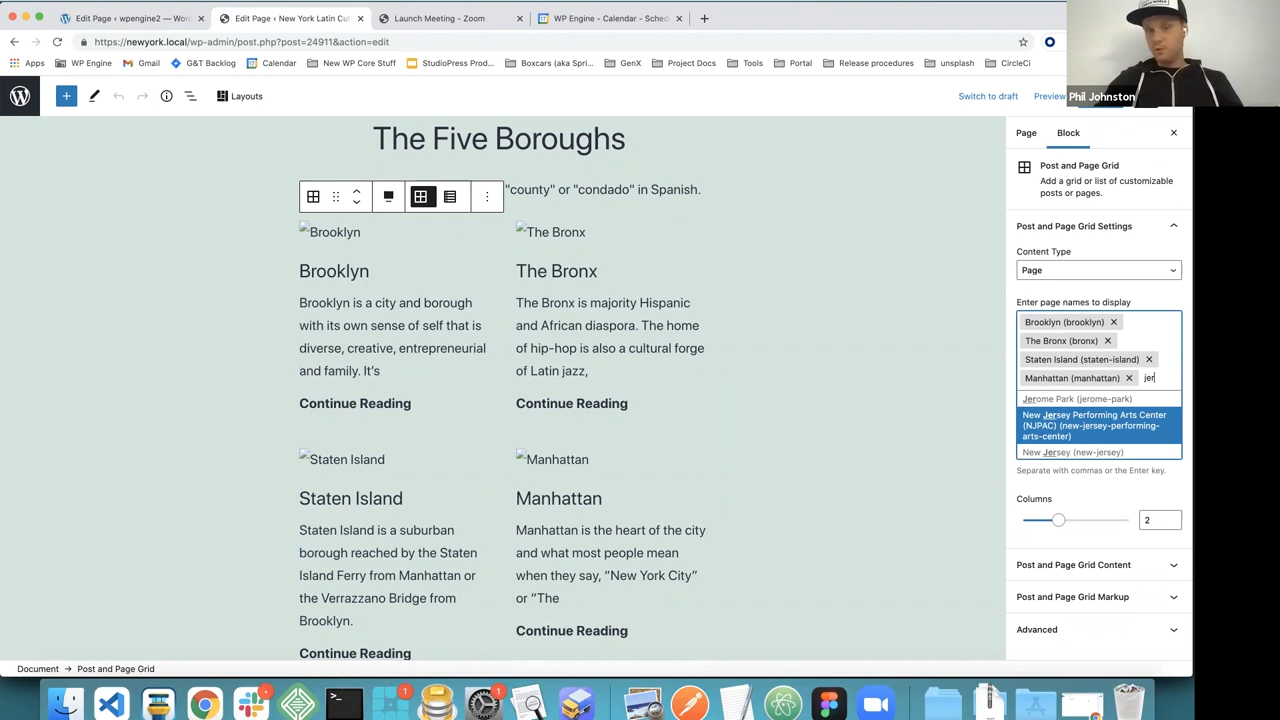 Edit Page ‹ wpengine2 — Wor
Edit Page ‹ New York Latin Cu
Launch Meeting - Zoom
WP Engine - Calendar - Sched
https://newyork.local/wp-admin/post.php?post=24911&action=edit
Apps
WP Engine
Gmail
G&T Backlog
Calendar
New WP Core Stuff
StudioPress Prod...
Boxcars (aka Spri...
GenX
Project Docs
Tools
Portal
Release procedures
unsplash
CircleCi
Phil Johnston
Layouts
Switch to draft
Preview
The Five Boroughs
"county" or "condado" in Spanish.
Brooklyn
The Bronx
Brooklyn
The Bronx
Brooklyn is a city and borough
with its own sense of self that is
diverse, creative, entrepreneurial
and family. It’s
The Bronx is majority Hispanic
and African diaspora. The home
of hip-hop is also a cultural forge
of Latin jazz,
Continue Reading
Continue Reading
Staten Island
Manhattan
Staten Island
Manhattan
Staten Island is a suburban
borough reached by the Staten
Island Ferry from Manhattan or
the Verrazzano Bridge from
Brooklyn.
Manhattan is the heart of the city
and what most people mean
when they say, “New York City”
or “The
Continue Reading
Continue Reading
Page
Block
Post and Page Grid
Add a grid or list of customizable
posts or pages.
Post and Page Grid Settings
Content Type
Page
Enter page names to display
Brooklyn (brooklyn)
The Bronx (bronx)
Staten Island (staten-island)
Manhattan (manhattan)
jer
Jerome Park (jerome-park)
New Jersey Performing Arts Center
(NJPAC) (new-jersey-performing-
arts-center)
New Jersey (new-jersey)
Separate with commas or the Enter key.
Columns
2
Post and Page Grid Content
Post and Page Grid Markup
Advanced
Document → Post and Page Grid
1
1